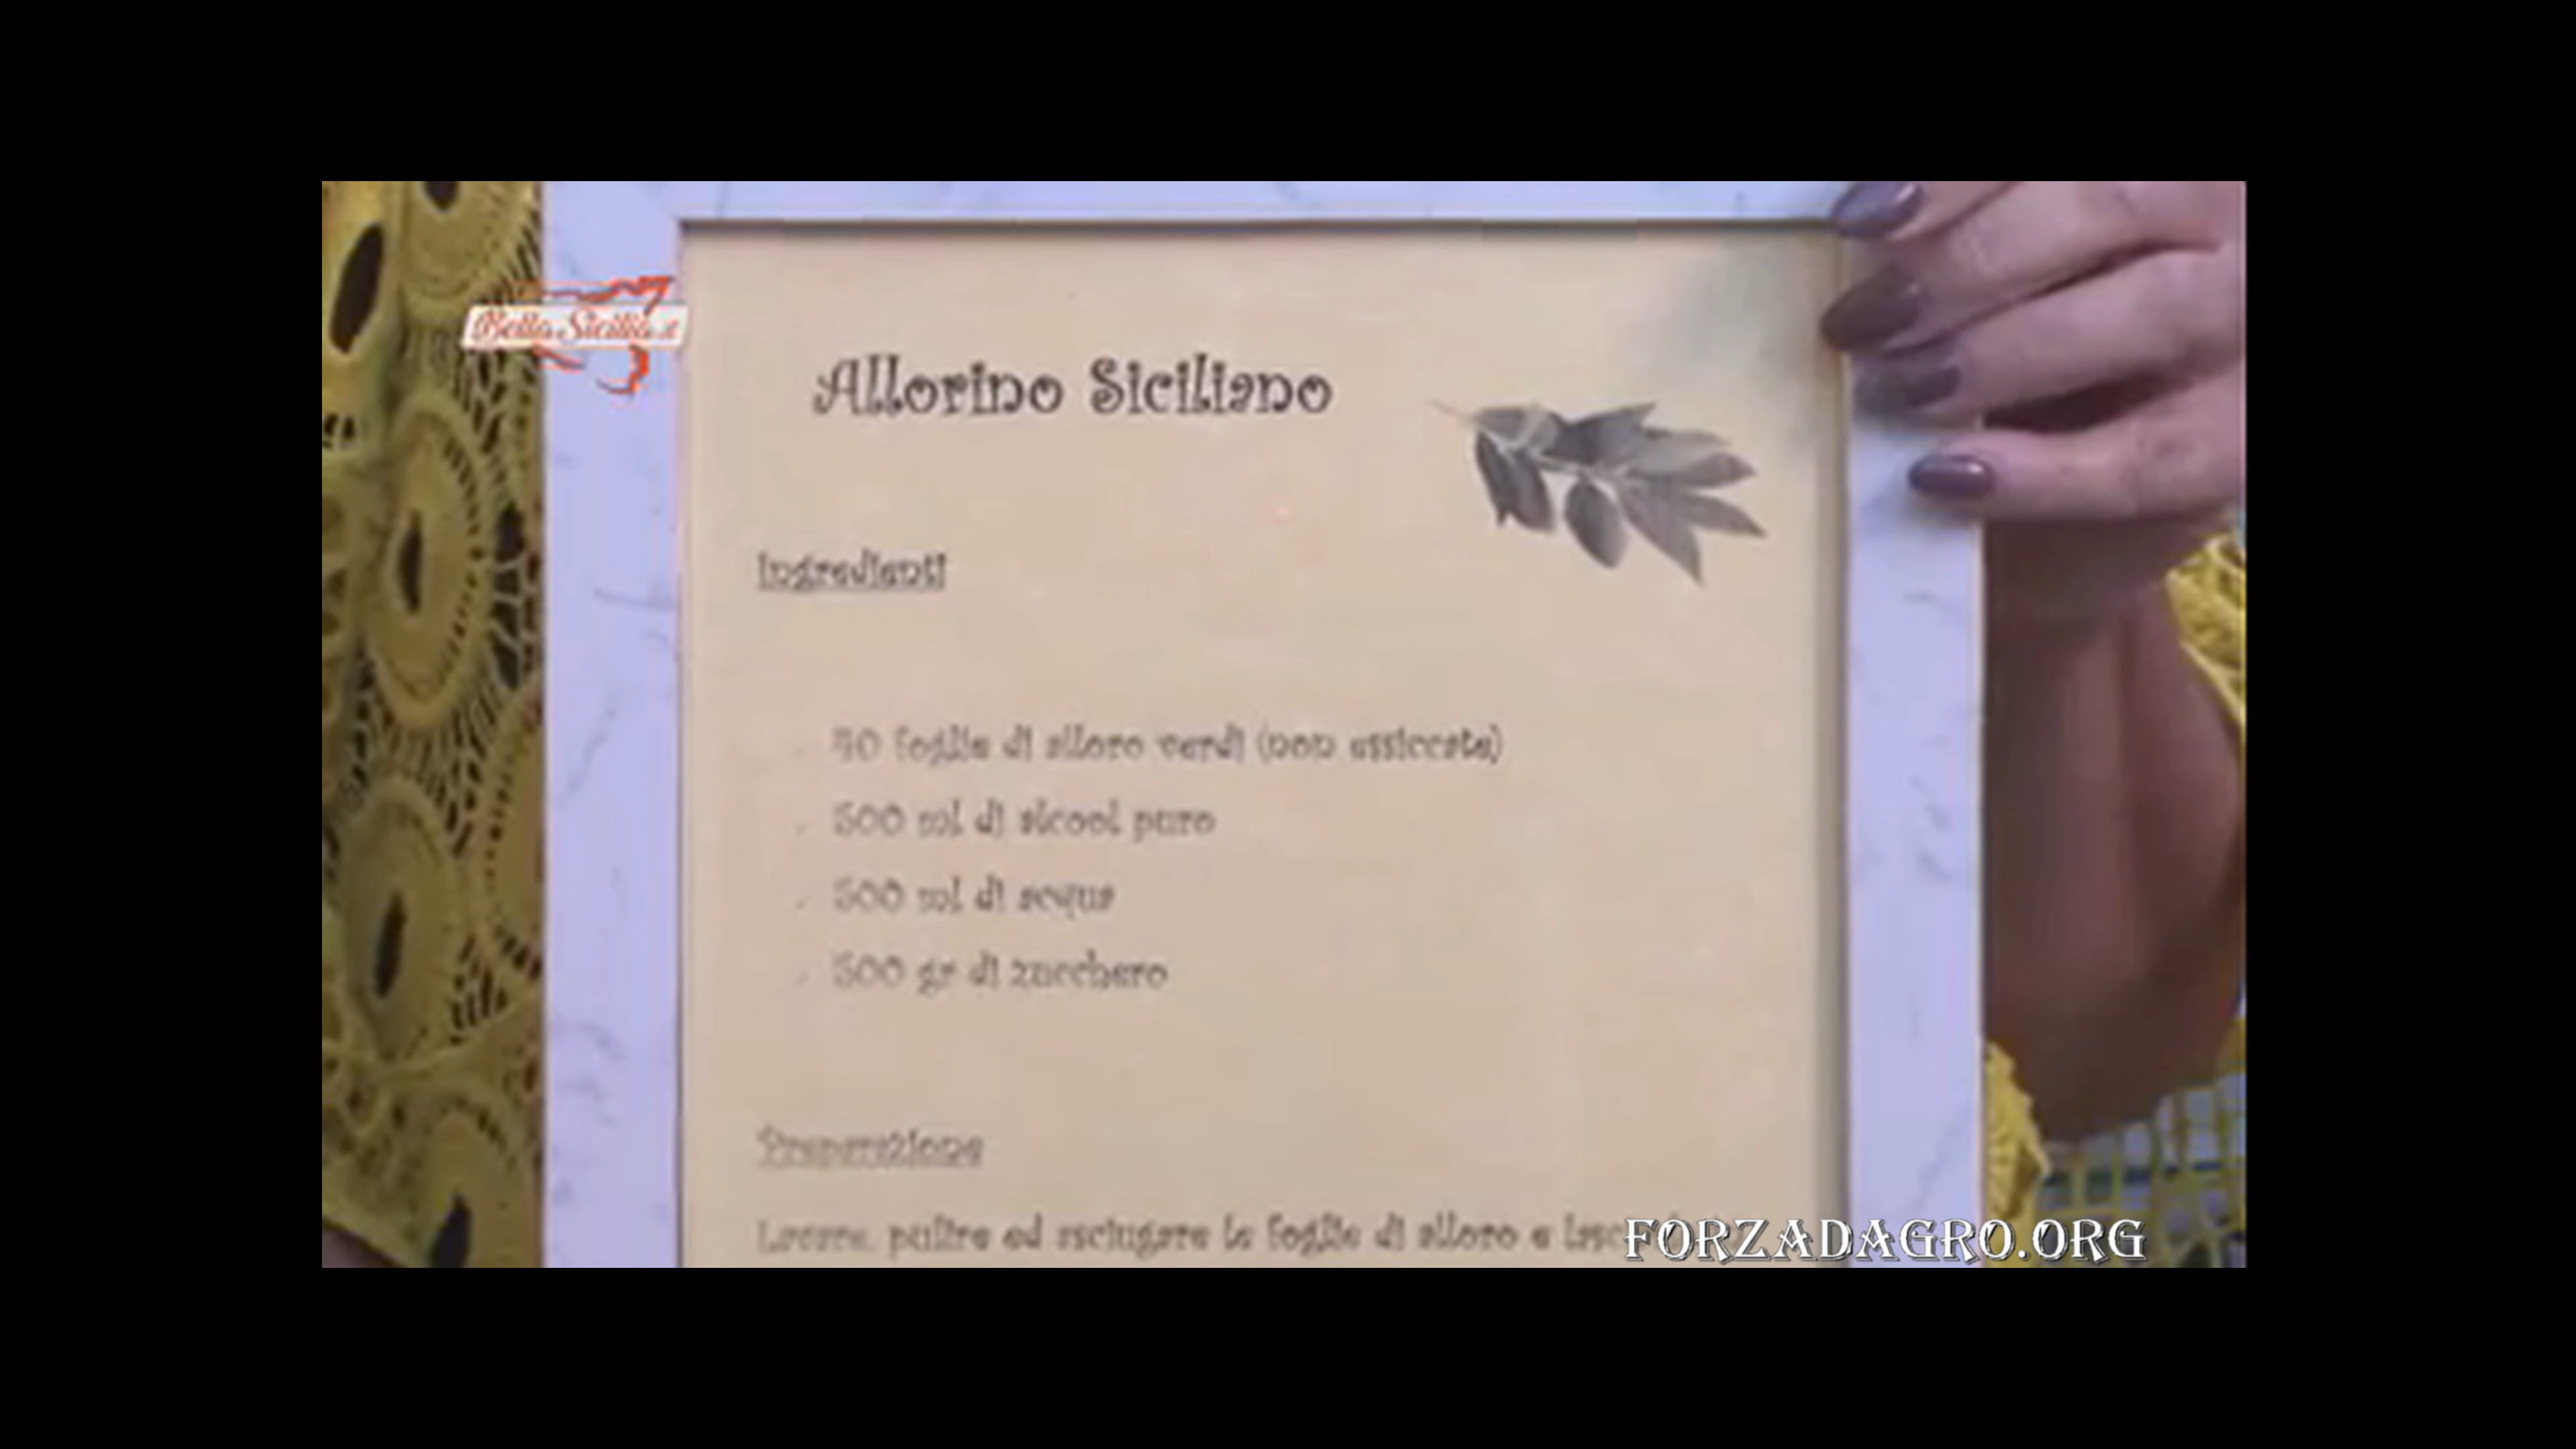 Bella Sicilia.it
Allorino Siciliano
Ingredienti
40 foglie di alloro verdi (non essiccate)
500 ml di alcool puro
500 ml di acqua
500 gr di zucchero
Preparazione
Lavare, pulire ed asciugare le foglie di alloro e
FORZADAGRO.ORG